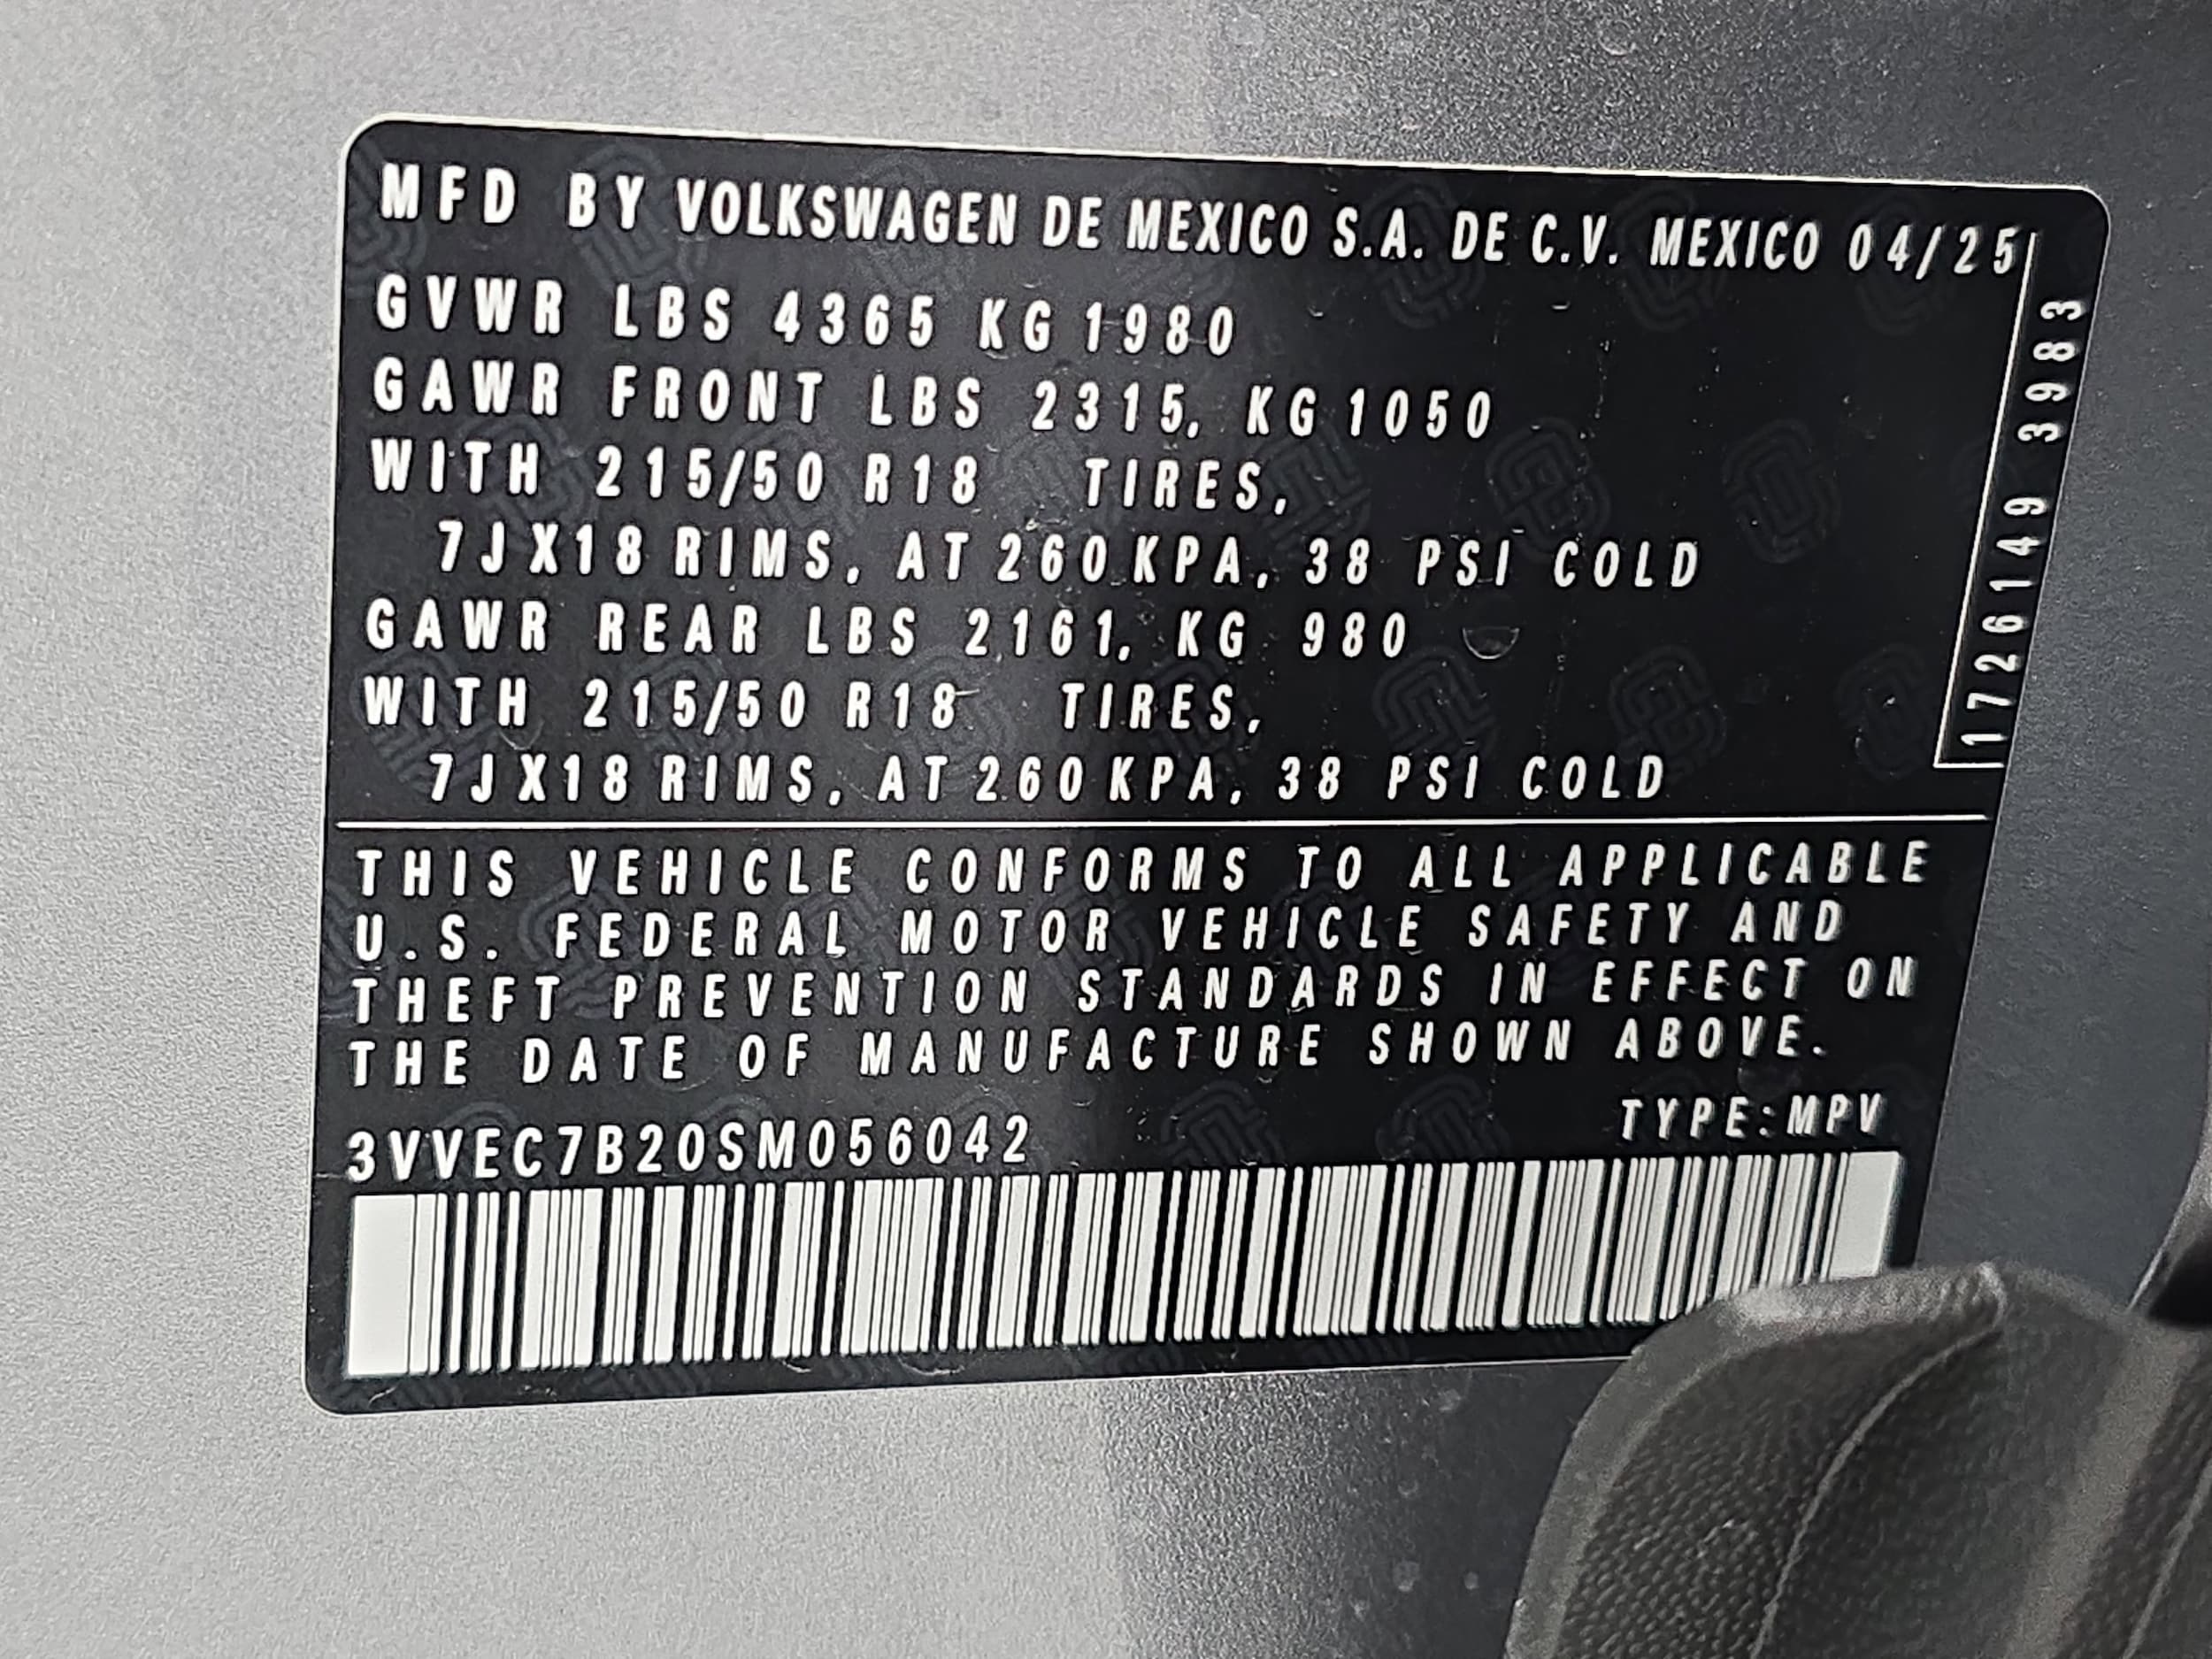 MFD BY VOLKSWAGEN DE MEXICO S.A. DE C.V. MEXICO 04/25
GVWR LBS 4365 KG 1980
GAWR FRONT LBS 2315, KG 1050
WITH 215/50 R18 TIRES,
7JX18 RIMS, AT 260 KPA, 38 PSI COLD
GAWR REAR LBS 2161, KG 980
WITH 215/50 R18 TIRES,
7JX18 RIMS, AT 260 KPA, 38 PSI COLD
1726149 3983
THIS VEHICLE CONFORMS TO ALL APPLICABLE
U.S. FEDERAL MOTOR VEHICLE SAFETY AND
THEFT PREVENTION STANDARDS IN EFFECT ON
THE DATE OF MANUFACTURE SHOWN ABOVE.
TYPE:MPV
3VVEC7B20SM056042